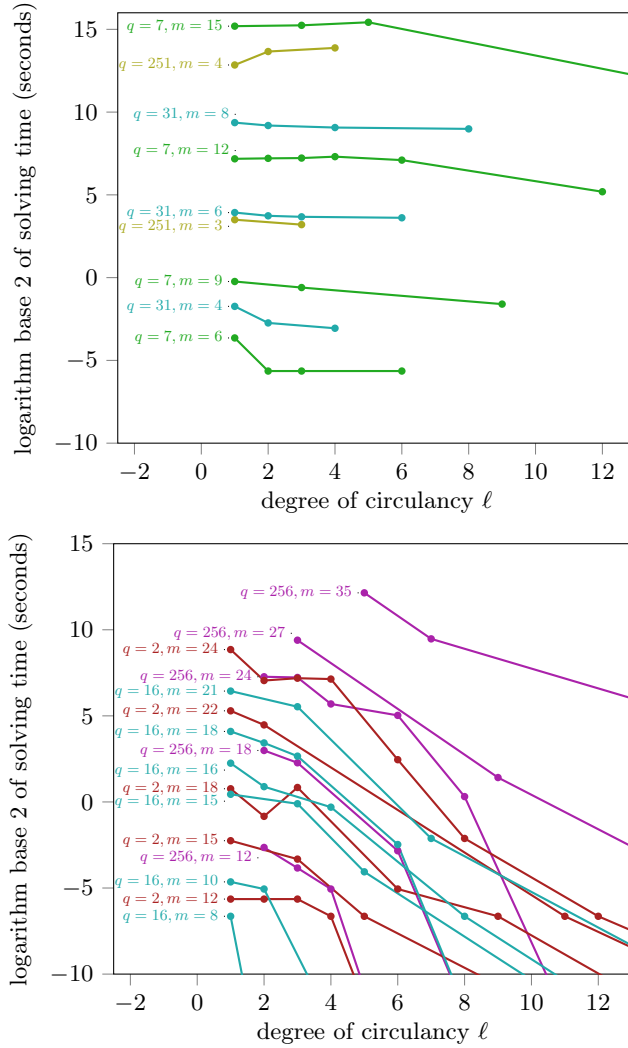 15
10
5
0
−5
−10
−2
0
2
4
6
8
10
12
logarithm base 2 of solving time (seconds)
degree of circulancy ℓ
q = 7, m = 15
q = 251, m = 4
q = 31, m = 8
q = 7, m = 12
q = 31, m = 6
q = 251, m = 3
q = 7, m = 9
q = 31, m = 4
q = 7, m = 6
15
10
5
0
−5
−10
−2
0
2
4
6
8
10
12
logarithm base 2 of solving time (seconds)
degree of circulancy ℓ
q = 256, m = 35
q = 256, m = 27
q = 2, m = 24
q = 256, m = 24
q = 16, m = 21
q = 2, m = 22
q = 16, m = 18
q = 256, m = 18
q = 16, m = 16
q = 2, m = 18
q = 16, m = 15
q = 2, m = 15
q = 256, m = 12
q = 16, m = 10
q = 2, m = 12
q = 16, m = 8